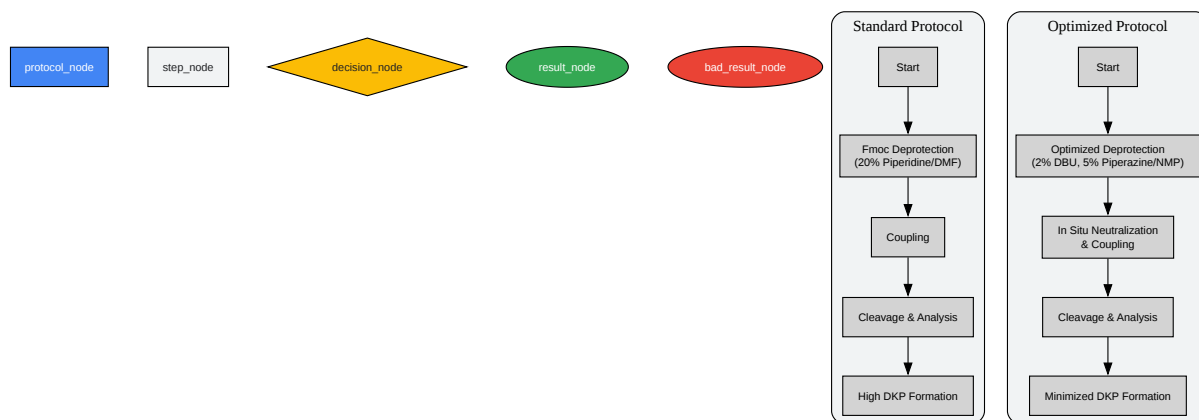 protocol_node
step_node
decision_node
result_node
bad_result_node
Standard Protocol
Start
Fmoc Deprotection
(20% Piperidine/DMF)
Coupling
Cleavage & Analysis
High DKP Formation
Optimized Protocol
Start
Optimized Deprotection
(2% DBU, 5% Piperazine/NMP)
In Situ Neutralization
& Coupling
Cleavage & Analysis
Minimized DKP Formation